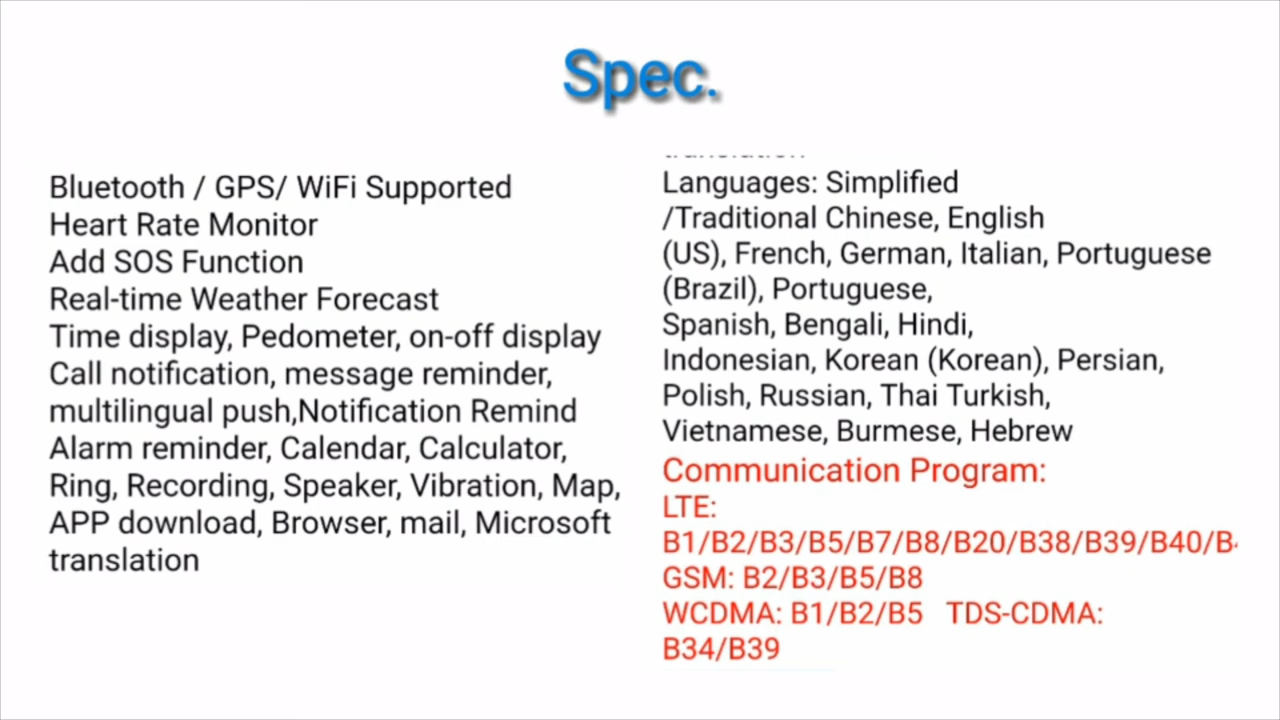 Spec.
Bluetooth / GPS/ WiFi Supported
Heart Rate Monitor
Add SOS Function
Real-time Weather Forecast
Time display, Pedometer, on-off display
Call notification, message reminder,
multilingual push,Notification Remind
Alarm reminder, Calendar, Calculator,
Ring, Recording, Speaker, Vibration, Map,
APP download, Browser, mail, Microsoft
translation
Languages: Simplified
/Traditional Chinese, English
(US), French, German, Italian, Portuguese
(Brazil), Portuguese,
Spanish, Bengali, Hindi,
Indonesian, Korean (Korean), Persian,
Polish, Russian, Thai Turkish,
Vietnamese, Burmese, Hebrew
Communication Program:
LTE:
B1/B2/B3/B5/B7/B8/B20/B38/B39/B40/B
GSM: B2/B3/B5/B8
WCDMA: B1/B2/B5 TDS-CDMA:
B34/B39